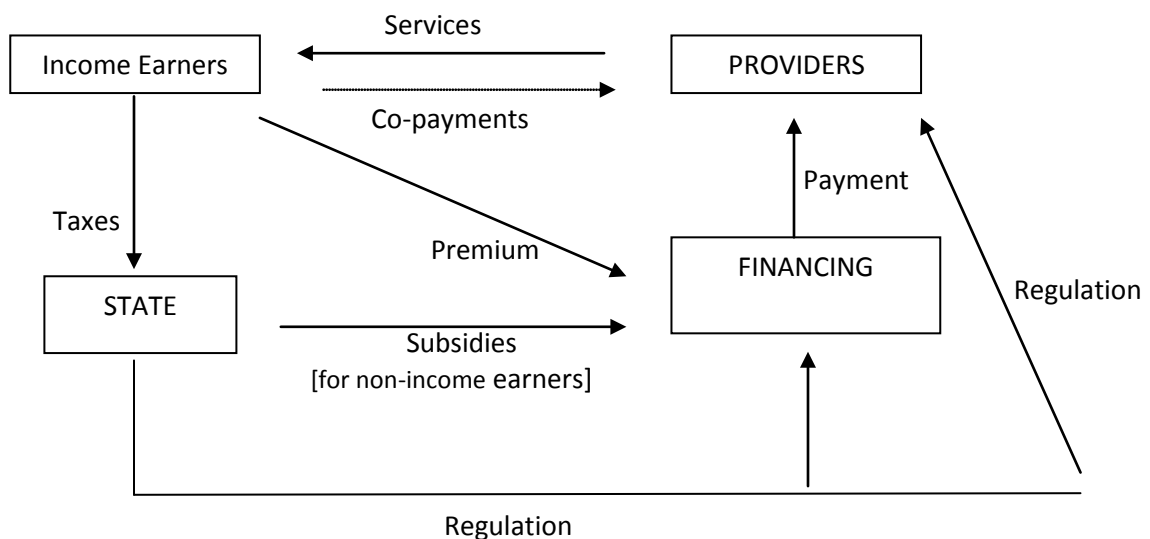 Services
Income Earners
PROVIDERS
Co-payments
Payment
Taxes
Premium
FINANCING
Regulation
STATE
Subsidies
[for non-income earners]
Regulation